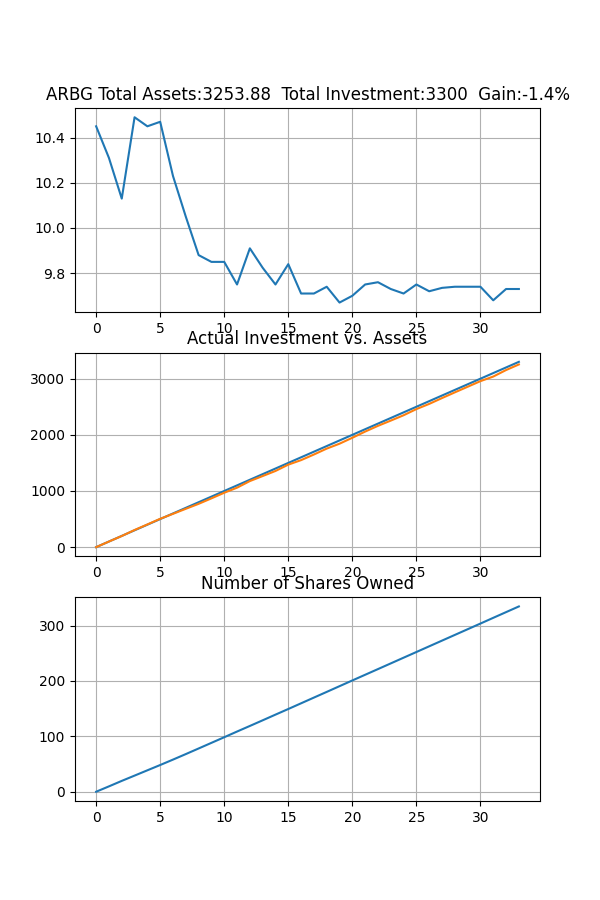 ARBG Total Assets:3253.88  Total Investment:3300  Gain:-1.4%
10.4
10.2
10.0
9.8
0 5 10 15 20 25 30
Actual Investment vs. Assets
3000
2000
1000
0
0 5 10 15 20 25 30
Number of Shares Owned
300
200
100
0
0 5 10 15 20 25 30